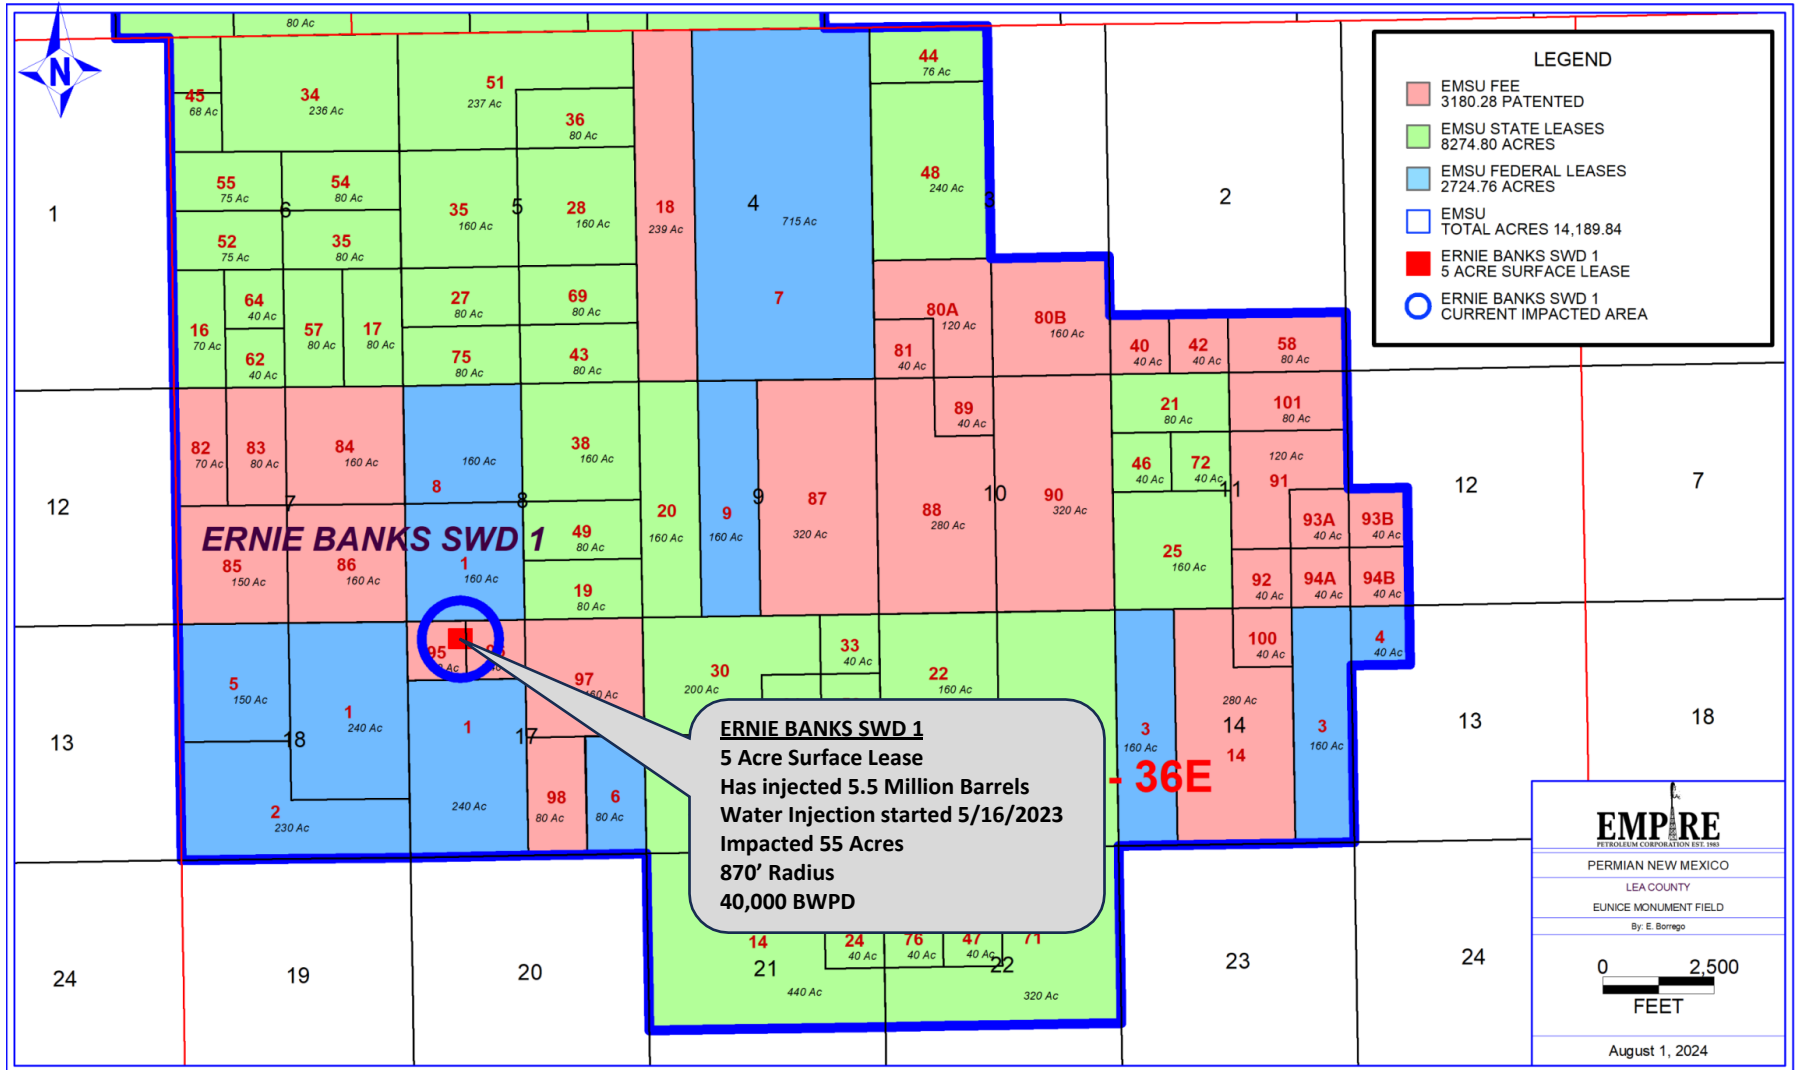 80 Ac
N
LEGEND
EMSU FEE
3180.28 PATENTED
EMSU STATE LEASES
8274.80 ACRES
EMSU FEDERAL LEASES
2724.76 ACRES
EMSU
TOTAL ACRES 14,189.84
ERNIE BANKS SWD 1
5 ACRE SURFACE LEASE
ERNIE BANKS SWD 1
CURRENT IMPACTED AREA
45
68 Ac
34
236 Ac
51
237 Ac
36
80 Ac
44
76 Ac
55
75 Ac
54
80 Ac
6
35
160 Ac
5
28
160 Ac
18
239 Ac
4
715 Ac
7
48
240 Ac
3
1
2
52
75 Ac
35
80 Ac
16
70 Ac
64
40 Ac
62
40 Ac
57
80 Ac
17
80 Ac
27
80 Ac
69
80 Ac
75
80 Ac
43
80 Ac
80A
120 Ac
80B
160 Ac
81
40 Ac
40
40 Ac
42
40 Ac
58
80 Ac
82
70 Ac
83
80 Ac
84
160 Ac
160 Ac
8
38
160 Ac
89
40 Ac
21
80 Ac
101
80 Ac
46
40 Ac
72
40 Ac
120 Ac
91
11
12
7
8
49
80 Ac
20
160 Ac
9
160 Ac
9
87
320 Ac
88
280 Ac
10
90
320 Ac
93A
40 Ac
93B
40 Ac
12
7
ERNIE BANKS SWD 1
85
150 Ac
86
160 Ac
1
160 Ac
19
80 Ac
25
160 Ac
92
40 Ac
94A
40 Ac
94B
40 Ac
95
97
160 Ac
30
200 Ac
33
40 Ac
22
160 Ac
100
40 Ac
4
40 Ac
5
150 Ac
1
240 Ac
18
13
2
230 Ac
1
240 Ac
17
98
80 Ac
6
80 Ac
3
160 Ac
280 Ac
14
14
3
160 Ac
13
18
- 36E
ERNIE BANKS SWD 1
5 Acre Surface Lease
Has injected 5.5 Million Barrels
Water Injection started 5/16/2023
Impacted 55 Acres
870’ Radius
40,000 BWPD
14
24
40 Ac
76
40 Ac
47
40 Ac
71
21
22
440 Ac
320 Ac
24
19
20
23
24
EMPIRE
PETROLEUM CORPORATION EST. 1983
PERMIAN NEW MEXICO
LEA COUNTY
EUNICE MONUMENT FIELD
By: E. Borrego
0 2,500
FEET
August 1, 2024